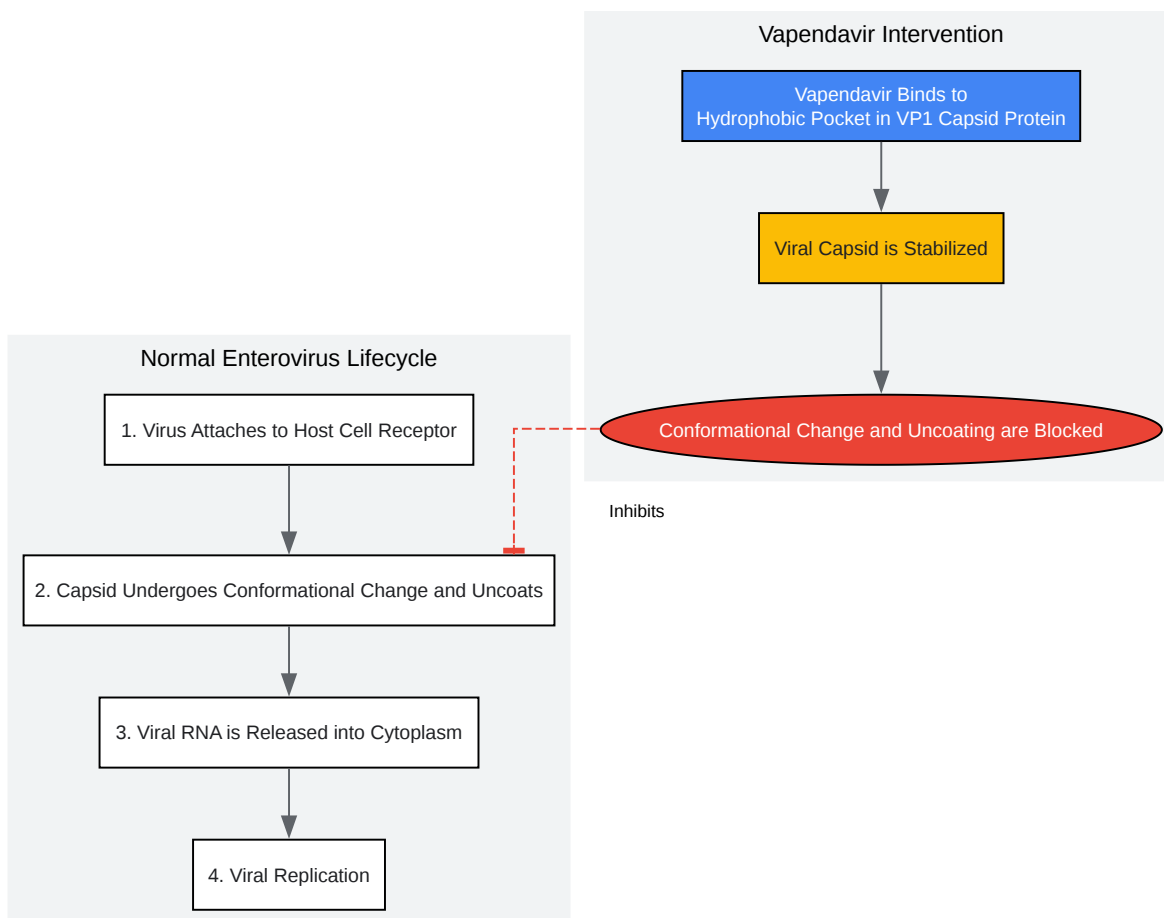 Vapendavir Intervention
Vapendavir Binds to
Hydrophobic Pocket in VP1 Capsid Protein
Viral Capsid is Stabilized
Conformational Change and Uncoating are Blocked
Inhibits
Normal Enterovirus Lifecycle
1. Virus Attaches to Host Cell Receptor
2. Capsid Undergoes Conformational Change and Uncoats
3. Viral RNA is Released into Cytoplasm
4. Viral Replication